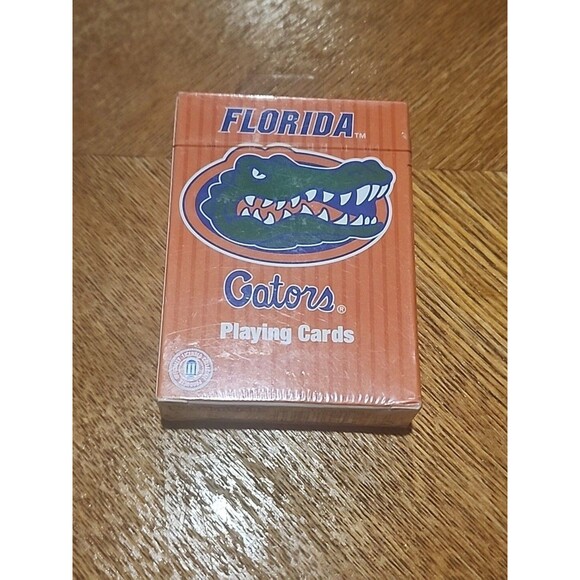 FLORIDA™
Gators®
Playing Cards